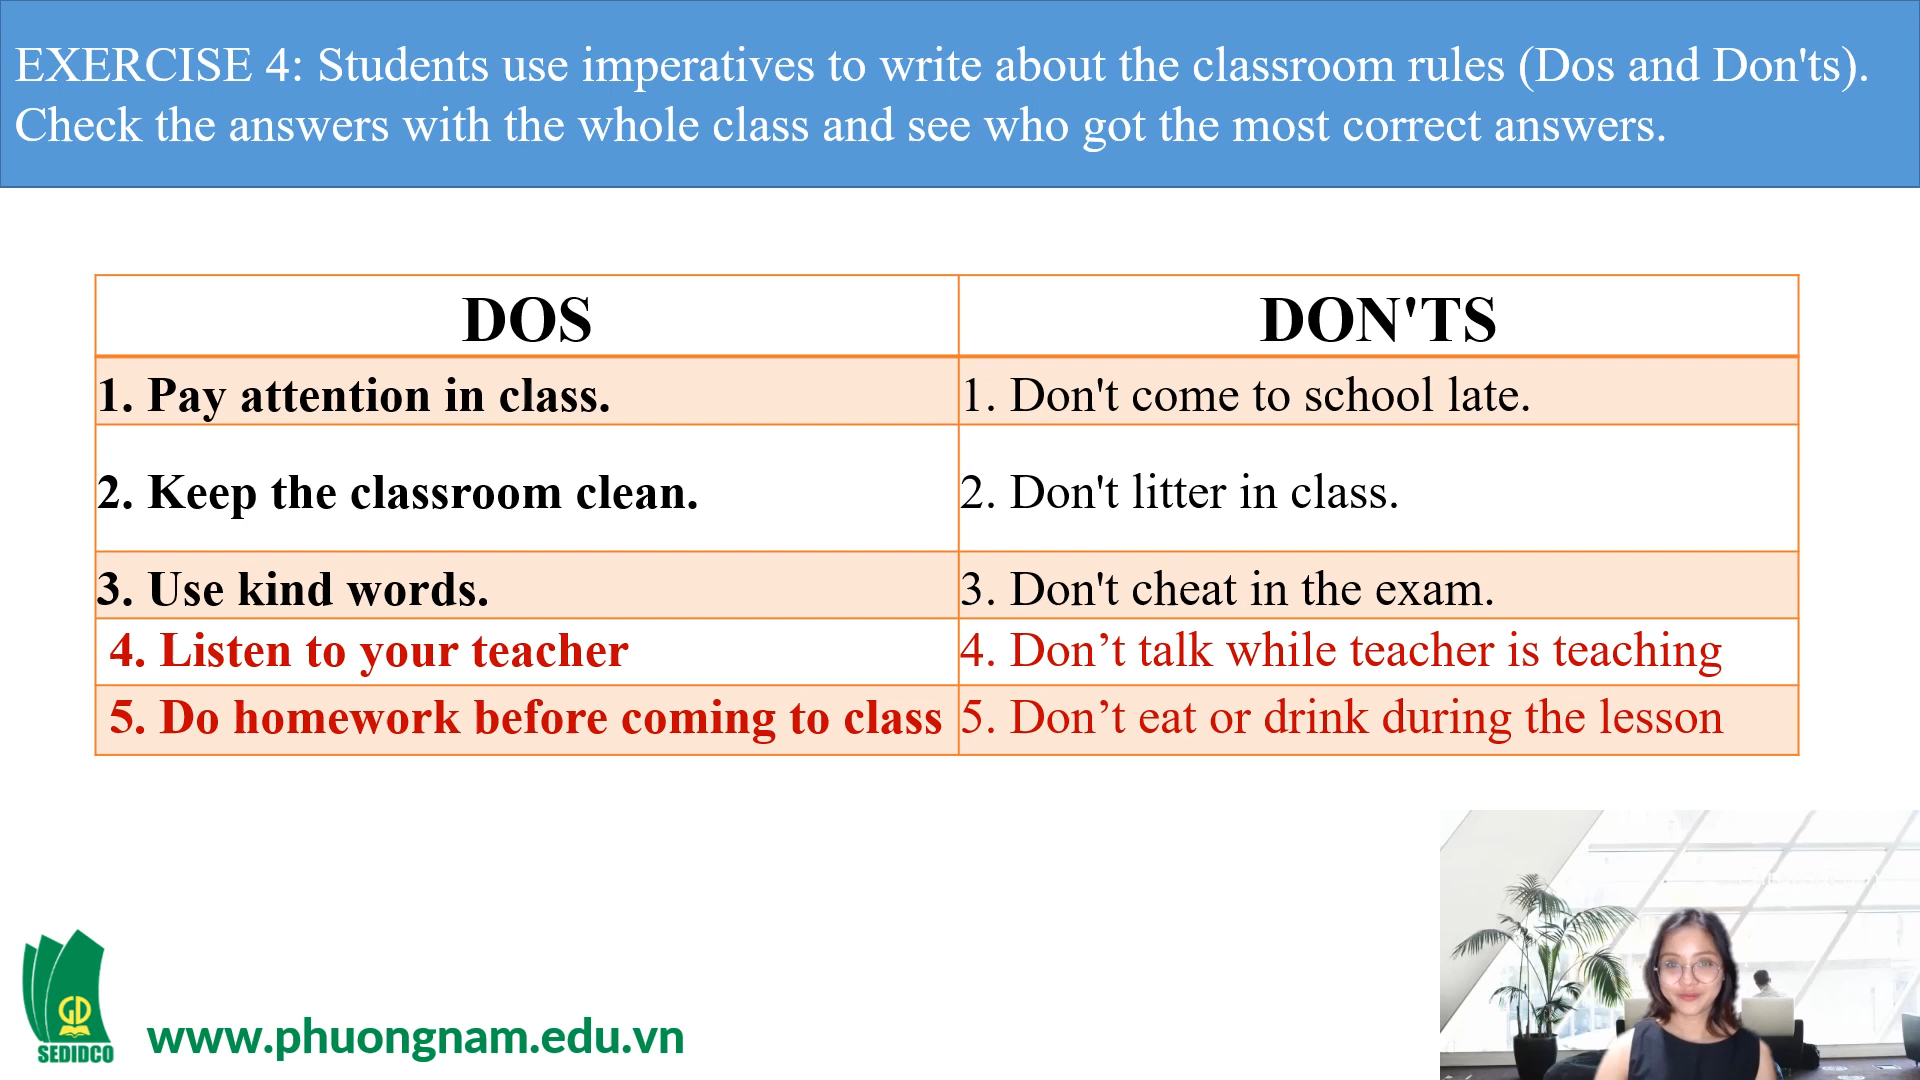 EXERCISE 4: Students use imperatives to write about the classroom rules (Dos and Don'ts).
Check the answers with the whole class and see who got the most correct answers.
DOS
DON'TS
1. Pay attention in class.
1. Don't come to school late.
2. Keep the classroom clean.
2. Don't litter in class.
3. Use kind words.
3. Don't cheat in the exam.
4. Listen to your teacher
4. Don’t talk while teacher is teaching
5. Do homework before coming to class
5. Don’t eat or drink during the lesson
GD
SEDIDCO
www.phuongnam.edu.vn